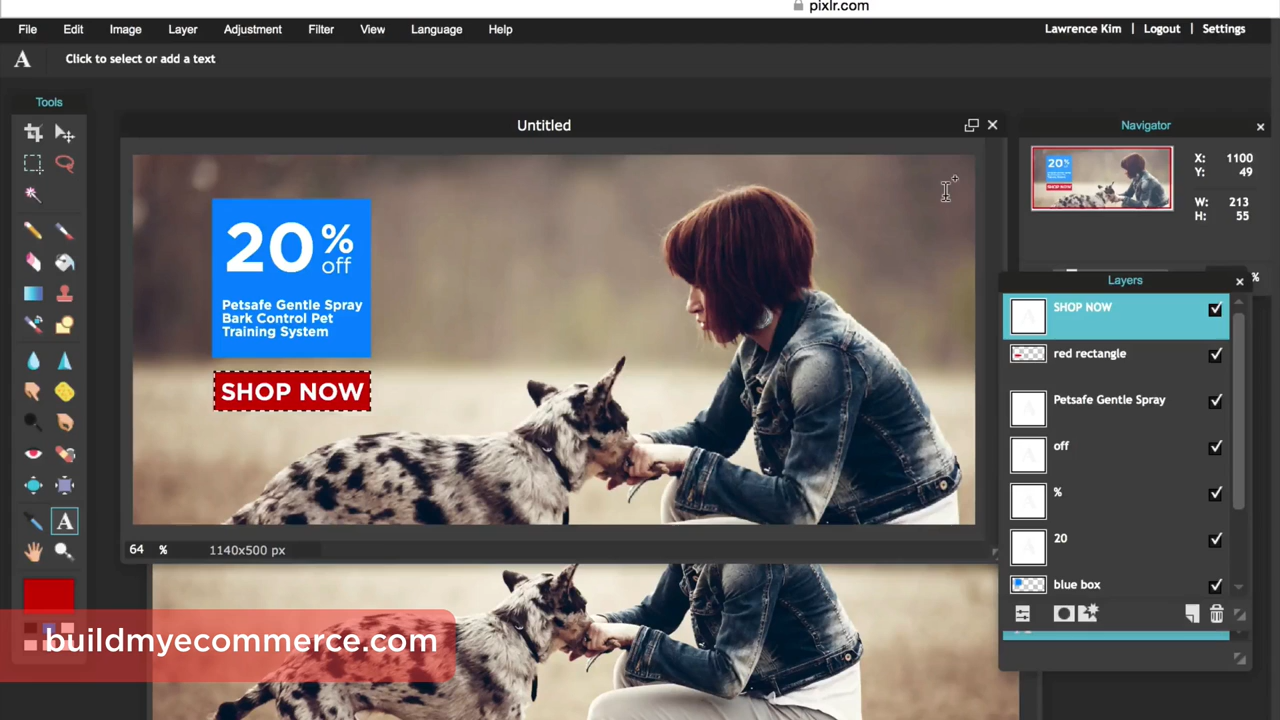 pixlr.com
File Edit Image Layer Adjustment Filter View Language Help Lawrence Kim | Logout | Settings
A Click to select or add a text
Tools
Untitled
Navigator
X: 1100
Y: 49
W: 213
H: 55
%
20%
off
Petsafe Gentle Spray
Bark Control Pet
Training System
SHOP NOW
Layers
SHOP NOW
red rectangle
Petsafe Gentle Spray
off
%
20
blue box
A
64 % 1140x500 px
buildmyecommerce.com